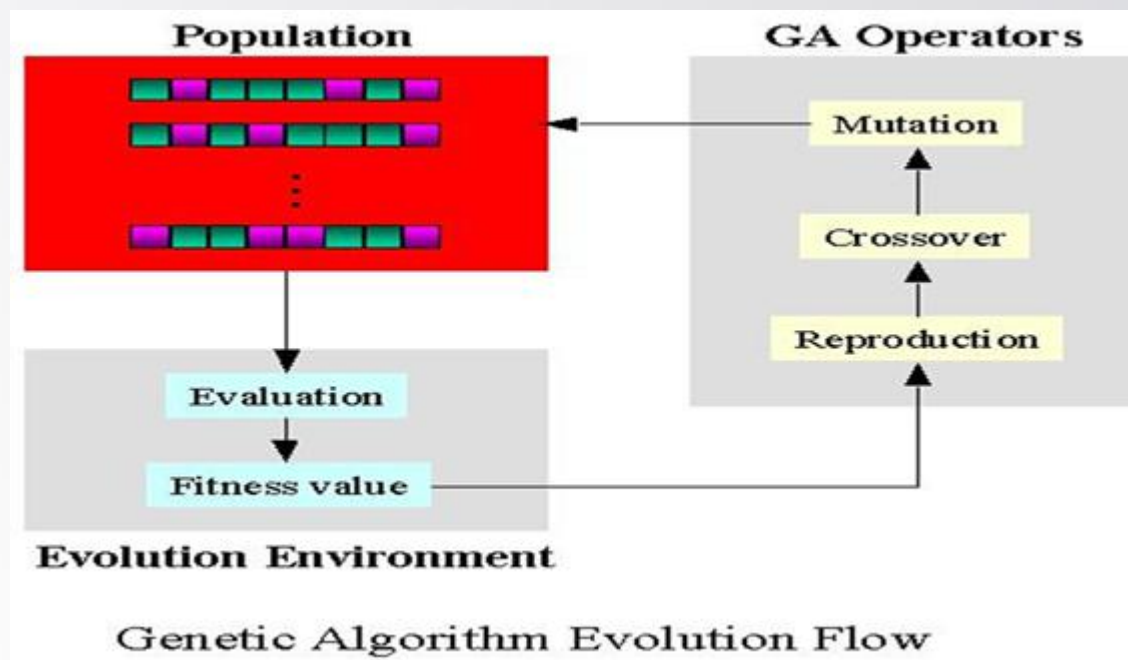 Population
GA Operators
Mutation
Crossover
Reproduction
Evaluation
Fitness value
Evolution Environment
Genetic Algorithm Evolution Flow